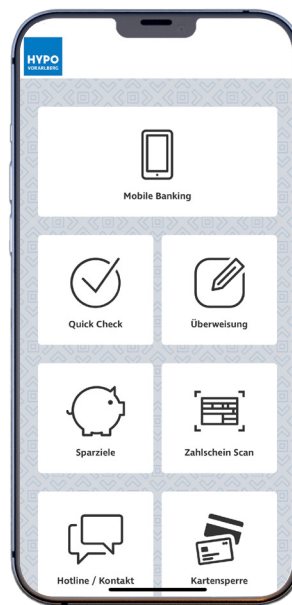 HYPO
VORARLBERG
Mobile Banking
Quick Check
Überweisung
Sparziele
Zahlschein Scan
Hotline / Kontakt
Kartensperre